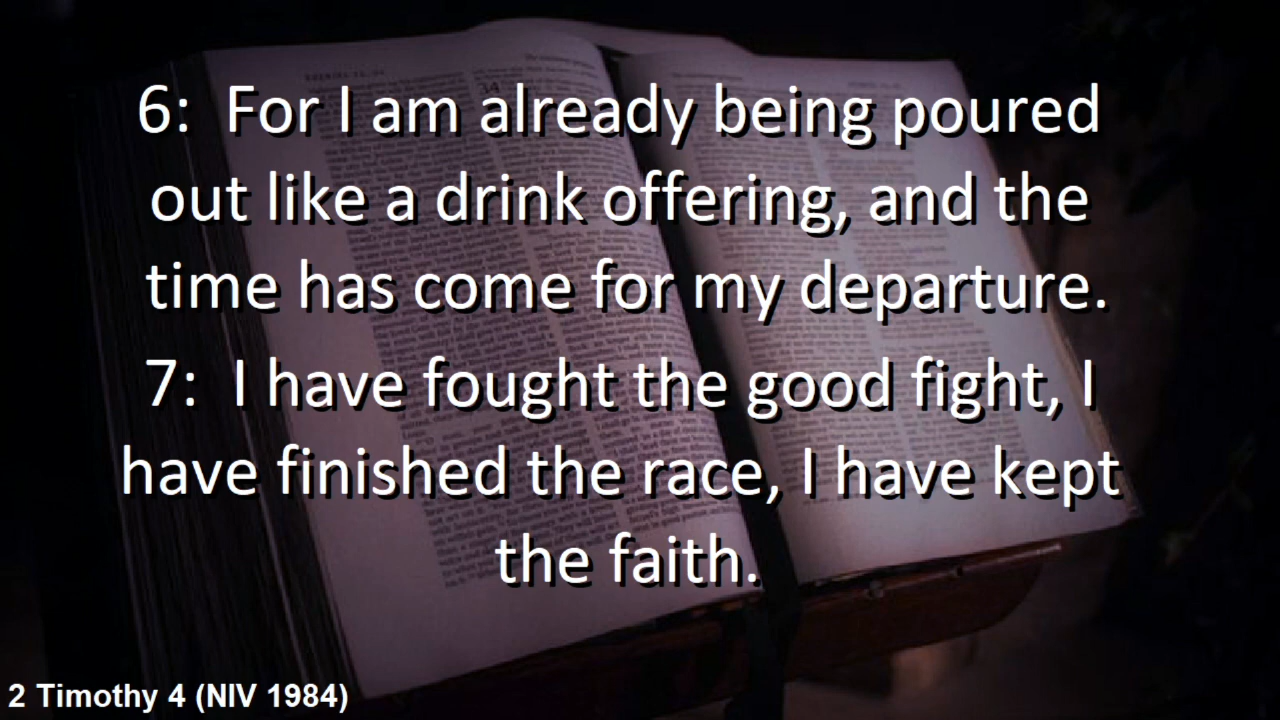 6:  For I am already being poured
out like a drink offering, and the
time has come for my departure.
7:  I have fought the good fight, I
have finished the race, I have kept
the faith.
2 Timothy 4 (NIV 1984)